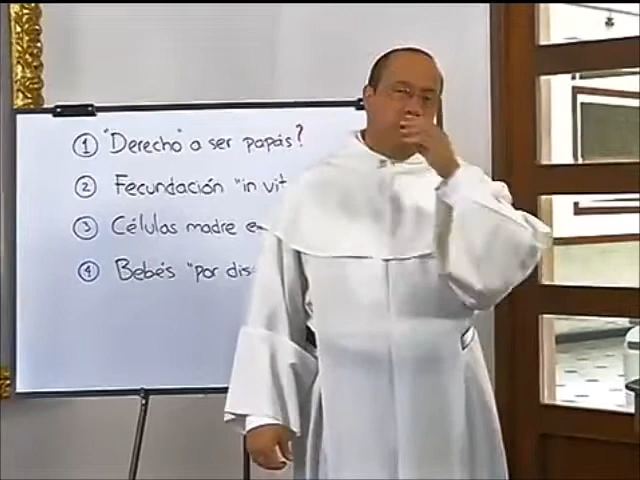 ① "Derecho" a ser papás?
② Fecundación "in vit
③ Células madre e
④ Bebés "por dis